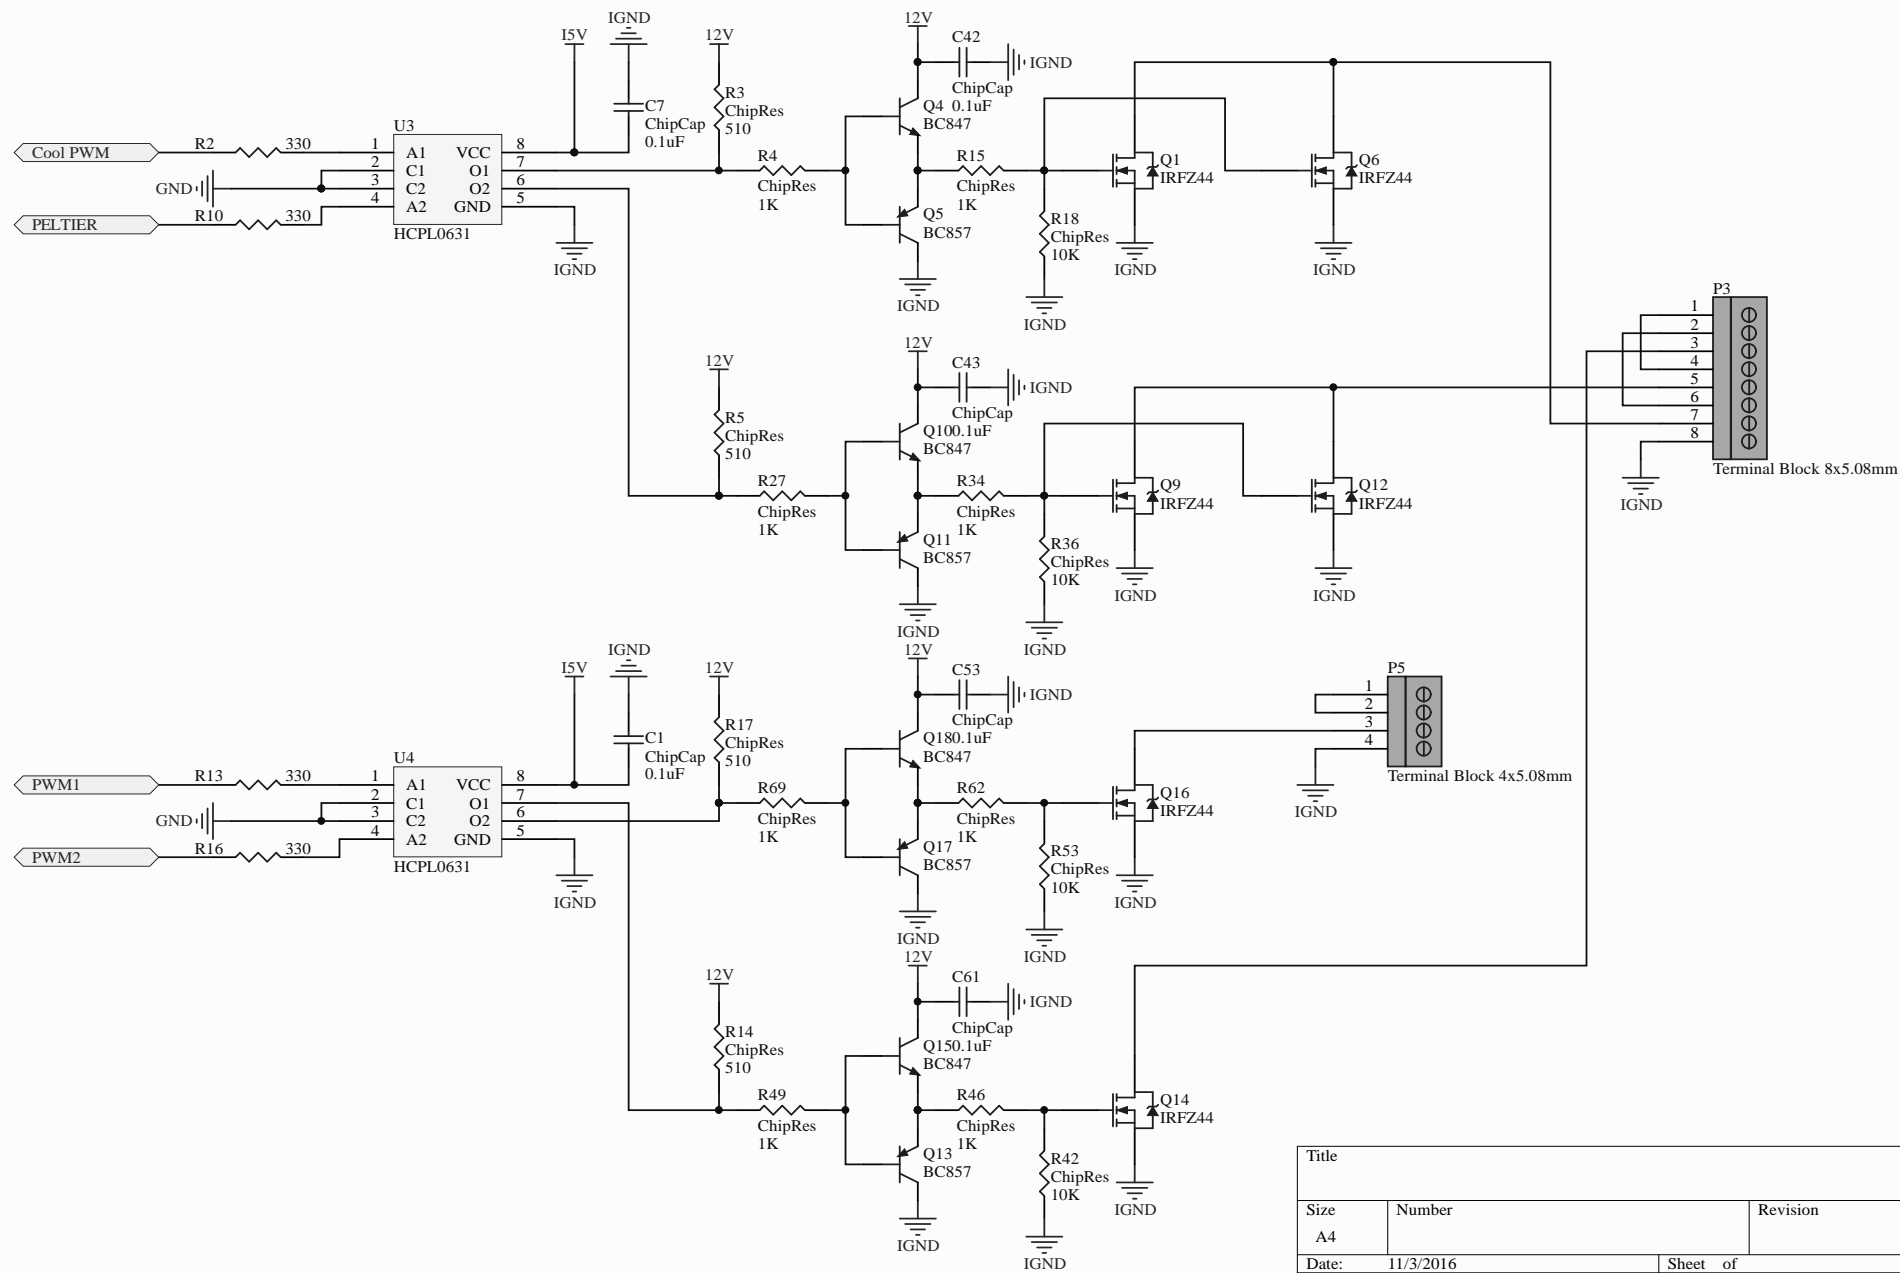 IGND
12V
I5V
12V
C42
IGND
ChipCap
0.1uF
R3
ChipRes
510
C7
ChipCap
0.1uF
Q4
BC847
U3
Cool PWM
R2
330
1
A1
VCC
8
2
C1
O1
7
GND
3
C2
O2
6
4
A2
GND
5
PELTIER
R10
330
HCPL0631
IGND
R4
ChipRes
1K
R15
ChipRes
1K
Q5
BC857
IGND
R18
ChipRes
10K
IGND
Q1
IRFZ44
IGND
Q6
IRFZ44
IGND
P3
1
2
3
4
5
6
7
8
Terminal Block 8x5.08mm
IGND
12V
12V
C43
IGND
ChipCap
R5
ChipRes
510
Q100.1uF
BC847
R27
ChipRes
1K
R34
ChipRes
1K
Q11
BC857
IGND
R36
ChipRes
10K
IGND
Q9
IRFZ44
IGND
Q12
IRFZ44
IGND
IGND
I5V
12V
12V
C53
IGND
ChipCap
R17
ChipRes
510
C1
ChipCap
0.1uF
Q180.1uF
BC847
P5
1
2
3
4
Terminal Block 4x5.08mm
IGND
U4
PWM1
R13
330
1
A1
VCC
8
2
C1
O1
7
GND
3
C2
O2
6
4
A2
GND
5
PWM2
R16
330
HCPL0631
IGND
R69
ChipRes
1K
R62
ChipRes
1K
Q17
BC857
IGND
R53
ChipRes
10K
IGND
Q16
IRFZ44
IGND
12V
12V
C61
IGND
ChipCap
R14
ChipRes
510
Q150.1uF
BC847
R49
ChipRes
1K
R46
ChipRes
1K
Q13
BC857
IGND
R42
ChipRes
10K
IGND
Q14
IRFZ44
IGND
Title
Size
Number
Revision
A4
Date:
11/3/2016
Sheet of